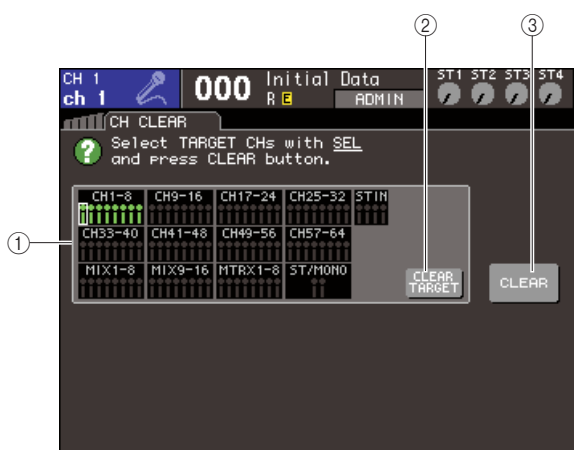 ② ③
CH 1
ch 1
000
Initial Data
R E ADMIN
ST1 ST2 ST3 ST4
CH CLEAR
? Select TARGET CHs with SEL
and press CLEAR button.
CH1-8 CH9-16 CH17-24 CH25-32 STIN
①
CH33-40 CH41-48 CH49-56 CH57-64
MIX1-8 MIX9-16 MTRX1-8 ST/MONO
CLEAR
TARGET
CLEAR